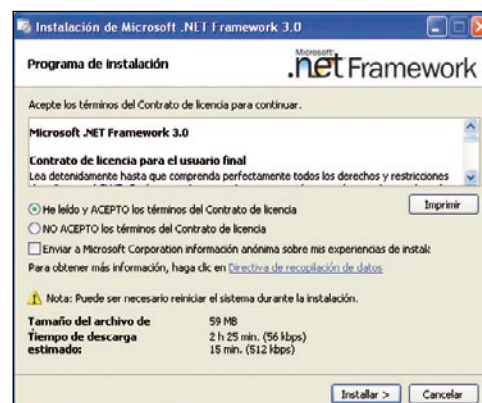 Instalación de Microsoft .NET Framework 3.0
Programa de instalación
Microsoft
.net Framework
Acepte los términos del Contrato de licencia para continuar.
Microsoft .NET Framework 3.0
Contrato de licencia para el usuario final
Lea detenidamente hasta que comprenda perfectamente todos los derechos y restricciones
He leído y ACEPTO los términos del Contrato de licencia
Imprimir
NO ACEPTO los términos del Contrato de licencia
Enviar a Microsoft Corporation información anónima sobre mis experiencias de instal
Para obtener más información, haga clic en Directiva de recopilación de datos
Nota: Puede ser necesario reiniciar el sistema durante la instalación.
Tamaño del archivo de 59 MB
Tiempo de descarga 2 h 25 min. (56 kbps)
estimado: 15 min. (512 kbps)
Installar > Cancelar